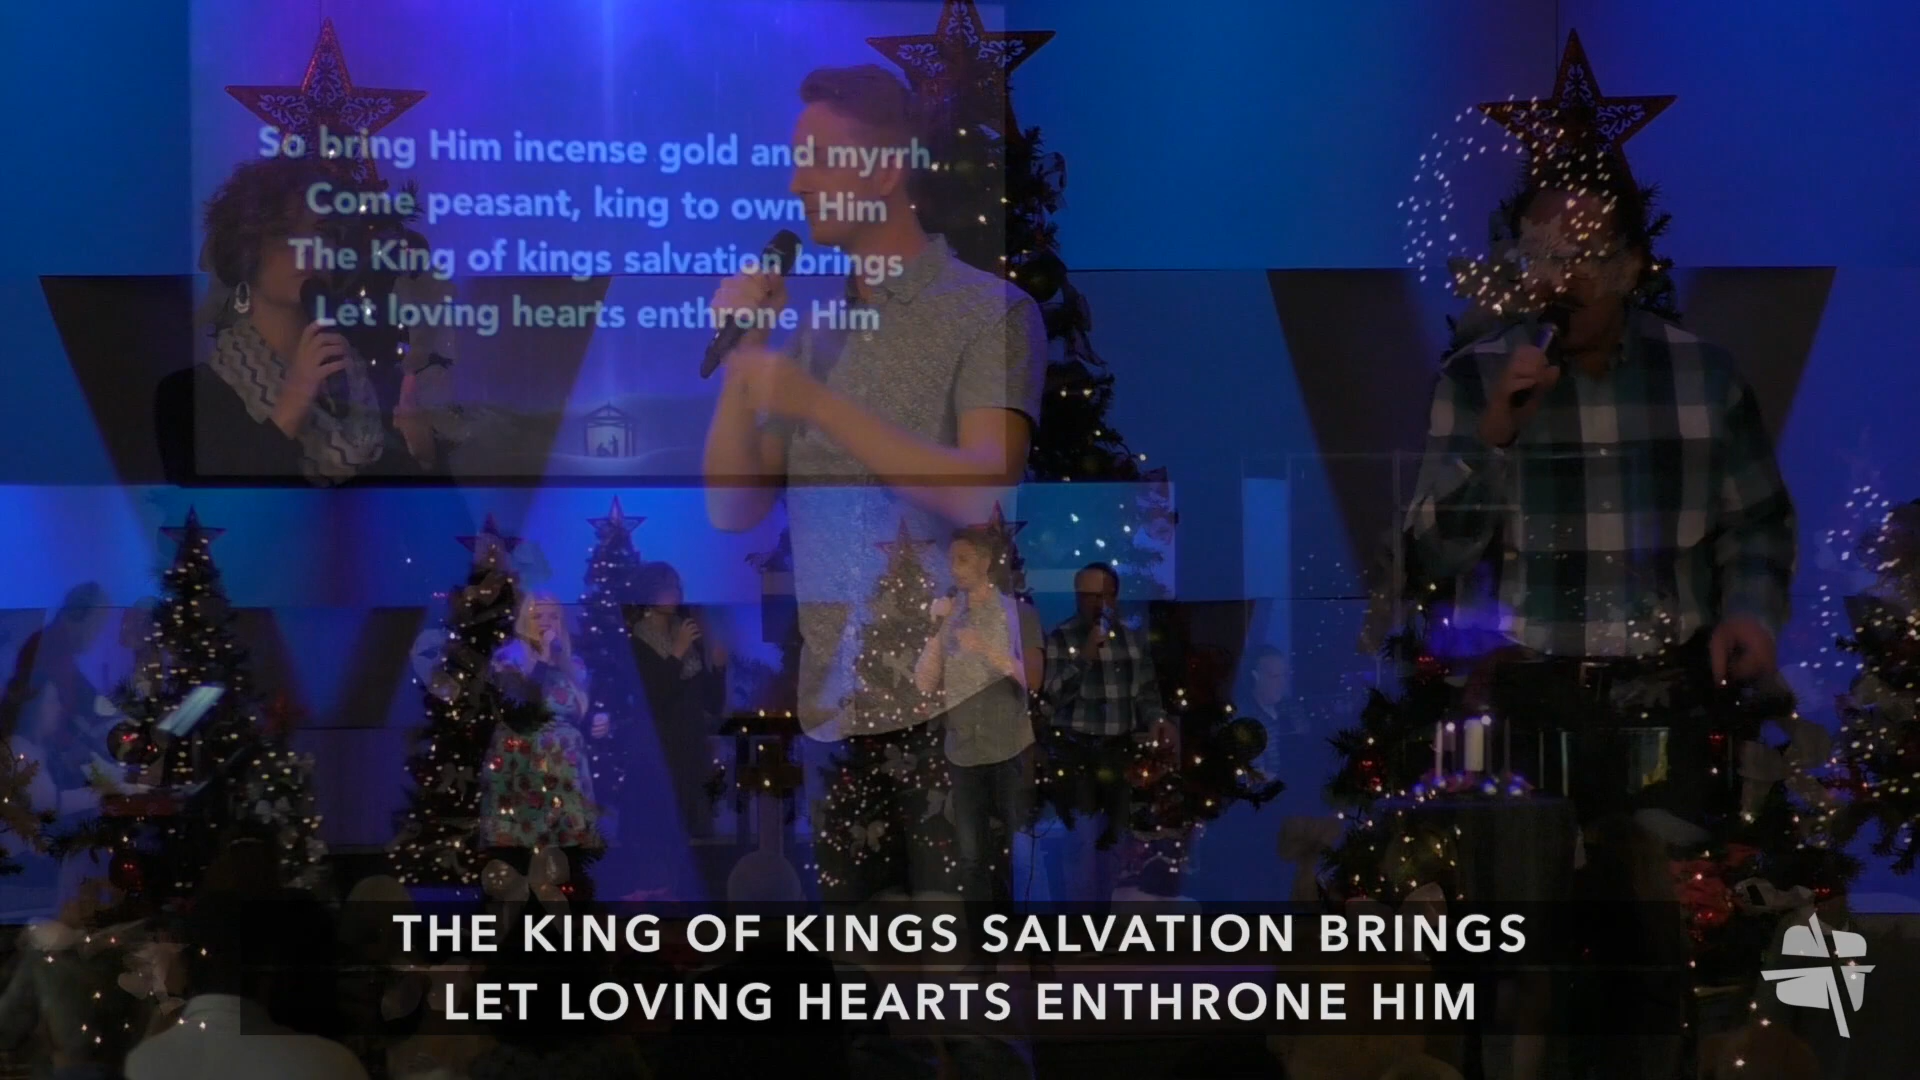 So bring Him incense gold and myrrh..
Come peasant, king to own Him
The King of kings salvation brings
Let loving hearts enthrone Him
THE KING OF KINGS SALVATION BRINGS
LET LOVING HEARTS ENTHRONE HIM